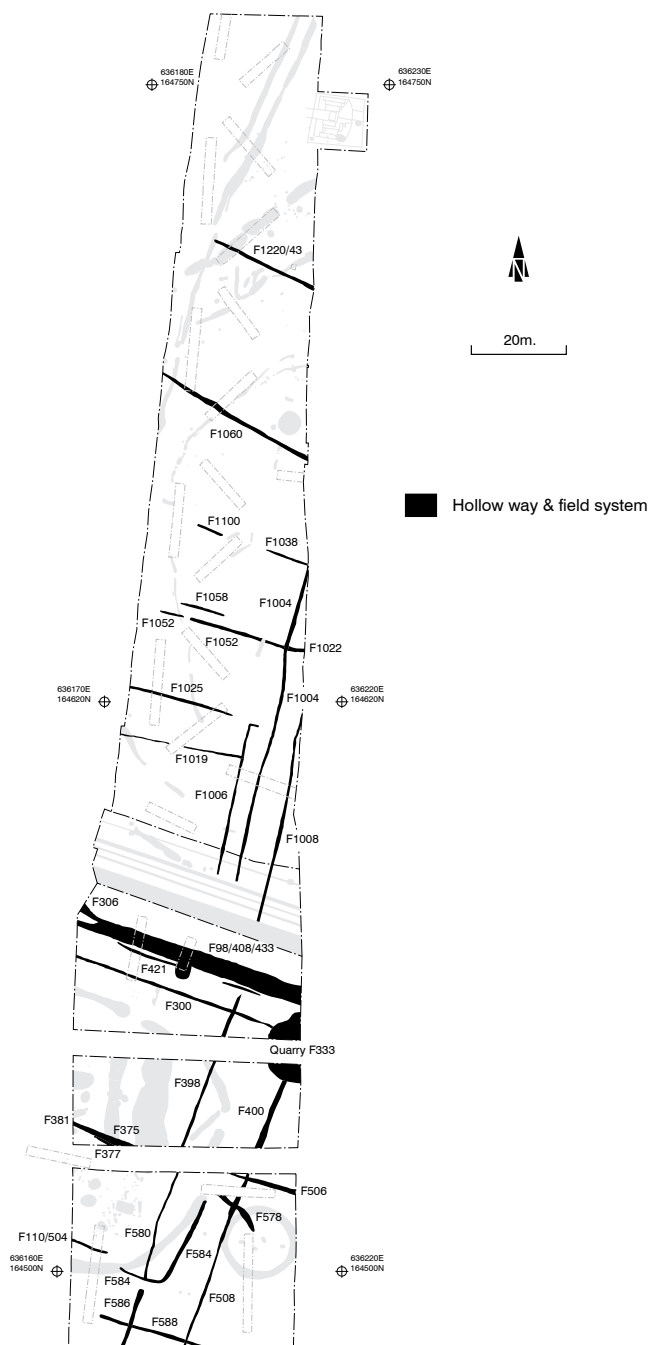 636180E
164750N
636230E
164750N
F1220/43
N
20m.
F1060
Hollow way & field system
F1100
F1038
F1058
F1004
F1052
F1052
F1022
F1025
636170E
164620N
F1004
636220E
164620N
F1019
F1006
F1008
F306
F98/408/433
F421
F300
Quarry F333
F398
F400
F381
F375
F377
F506
F578
F580
F110/504
F584
636160E
164500N
636220E
164500N
F584
F586
F508
F588